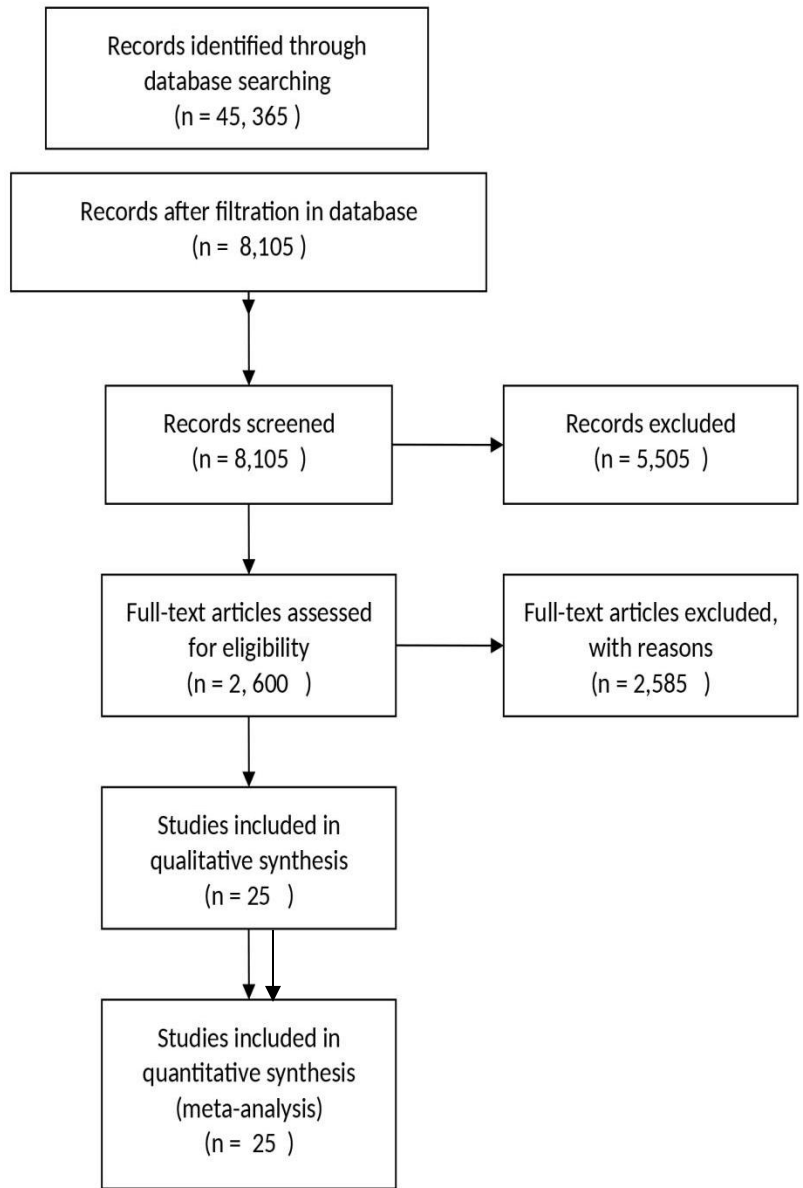 Records identified through
database searching
(n = 45, 365 )
Records after filtration in database
(n =  8,105 )
Records screened
(n = 8,105  )
Records excluded
(n = 5,505  )
Full-text articles assessed
for eligibility
(n = 2, 600   )
Full-text articles excluded,
with reasons
(n = 2,585   )
Studies included in
qualitative synthesis
(n = 25   )
Studies included in
quantitative synthesis
(meta-analysis)
(n =  25  )